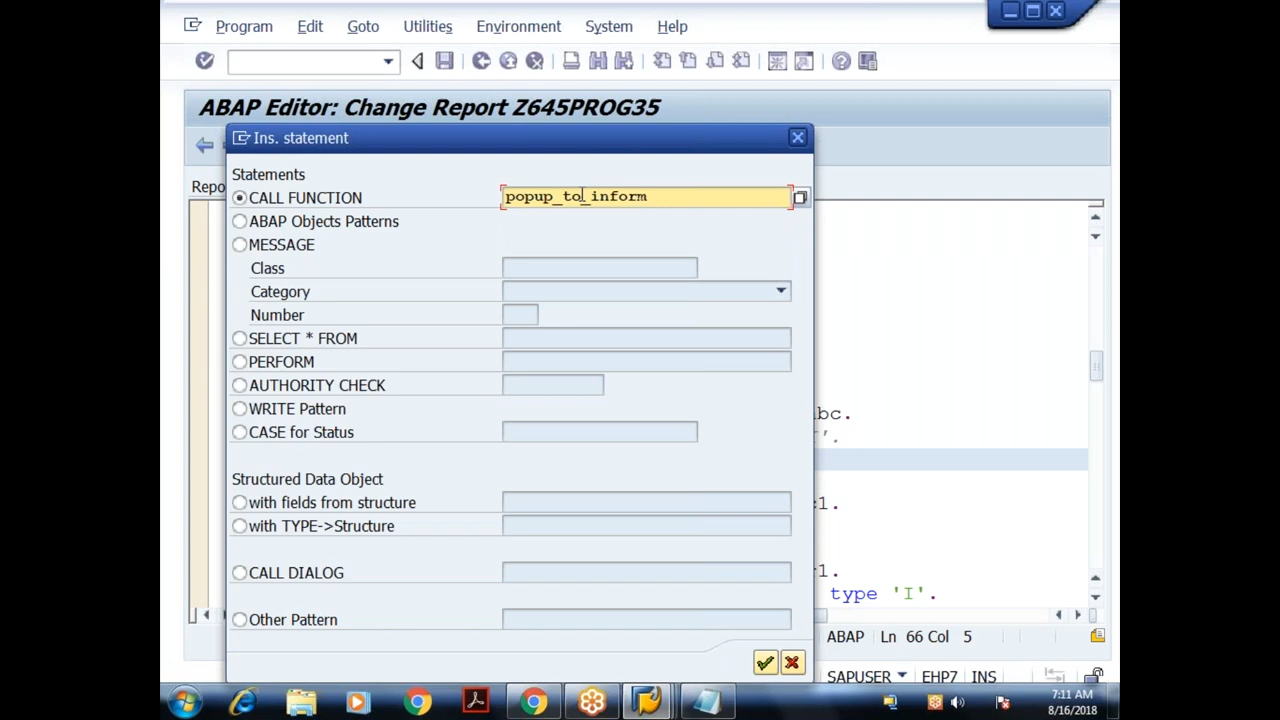 Program Edit Goto Utilities Environment System Help
ABAP Editor: Change Report Z645PROG35
Ins. statement
Repo
Statements
CALL FUNCTION popup_to_inform
ABAP Objects Patterns
MESSAGE
Class
Category
Number
SELECT * FROM
PERFORM
AUTHORITY CHECK
WRITE Pattern
bc.
CASE for Status
'.
Structured Data Object
with fields from structure
1.
with TYPE->Structure
CALL DIALOG
1.
type 'I'.
Other Pattern
ABAP Ln 66 Col 5
SAPUSER EHP7 INS
7:11 AM
8/16/2018